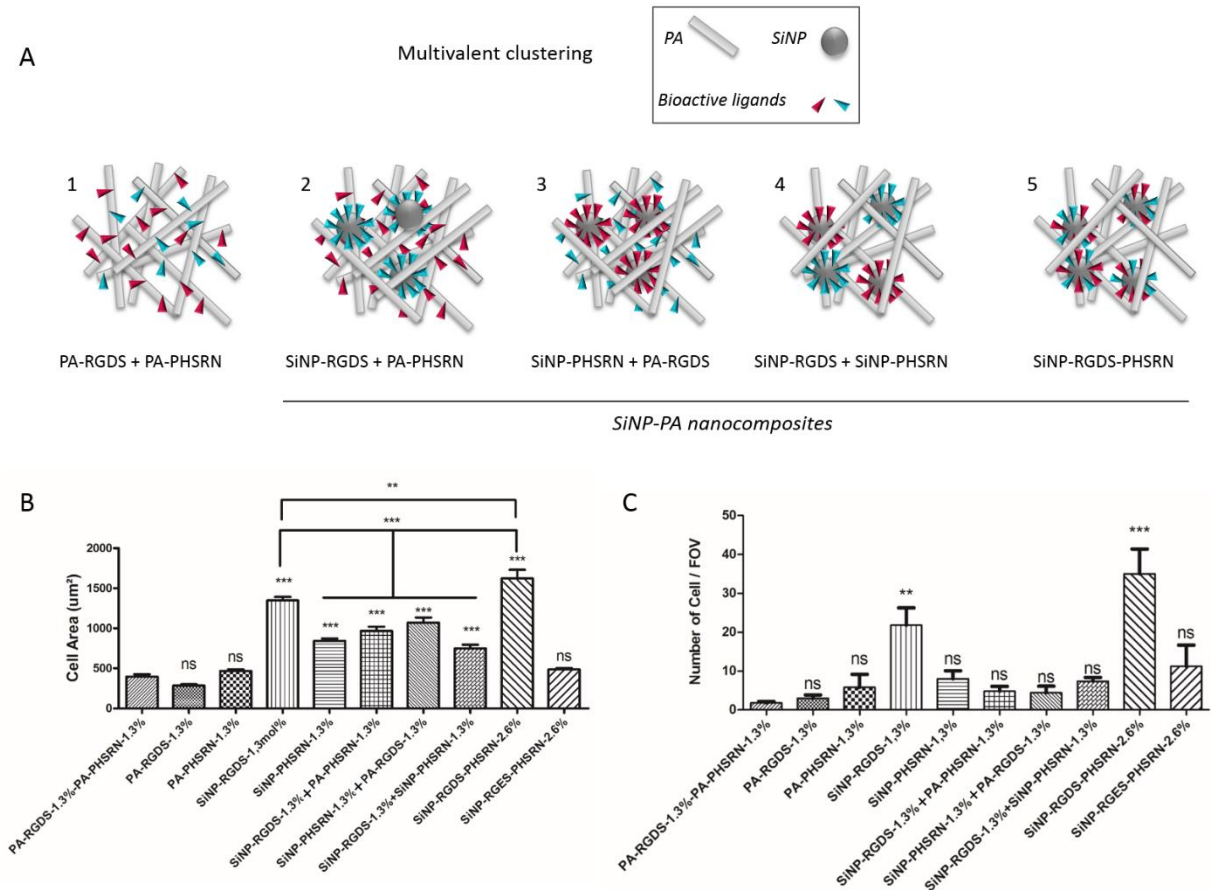 A
Multivalent clustering
PA
SiNP
Bioactive ligands
1
2
3
4
5
PA-RGDS + PA-PHSRN
SiNP-RGDS + PA-PHSRN
SiNP-PHSRN + PA-RGDS
SiNP-RGDS + SiNP-PHSRN
SiNP-RGDS-PHSRN
SiNP-PA nanocomposites
B
Cell Area (um²)
2000
1500
1000
500
0
**
***
ns
ns
***
***
***
***
***
***
ns
PA-RGDS-1.3%-PA-PHSRN-1.3%
PA-RGDS-1.3%
PA-PHSRN-1.3%
SiNP-RGDS-1,3mol%
SiNP-PHSRN-1.3%
SiNP-RGDS-1.3% + PA-PHSRN-1.3%
SiNP-PHSRN-1.3% + PA-RGDS-1.3%
SiNP-RGDS-1.3%+SiNP-PHSRN-1.3%
SiNP-RGDS-PHSRN-2.6%
SiNP-RGES-PHSRN-2.6%
C
Number of Cell / FOV
50
40
30
20
10
0
ns
ns
**
ns
ns
ns
ns
***
ns
PA-RGDS-1.3%-PA-PHSRN-1.3%
PA-RGDS-1.3%
PA-PHSRN-1.3%
SiNP-RGDS-1,3%
SiNP-PHSRN-1,3%
SiNP-RGDS-1.3% + PA-PHSRN-1.3%
SiNP-PHSRN-1.3% + PA-RGDS-1.3%
SiNP-RGDS-1.3%+SiNP-PHSRN-1.3%
SiNP-RGDS-PHSRN-2.6%
SiNP-RGES-PHSRN-2.6%